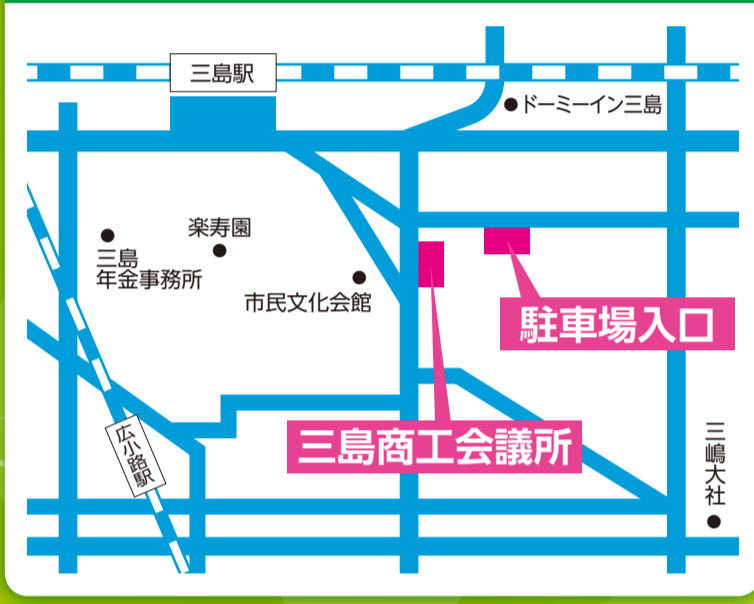 三島駅
ドーミーイン三島
楽寿園
三島
年金事務所
市民文化会館
駐車場入口
三島商工会議所
広小路駅
三嶋大社